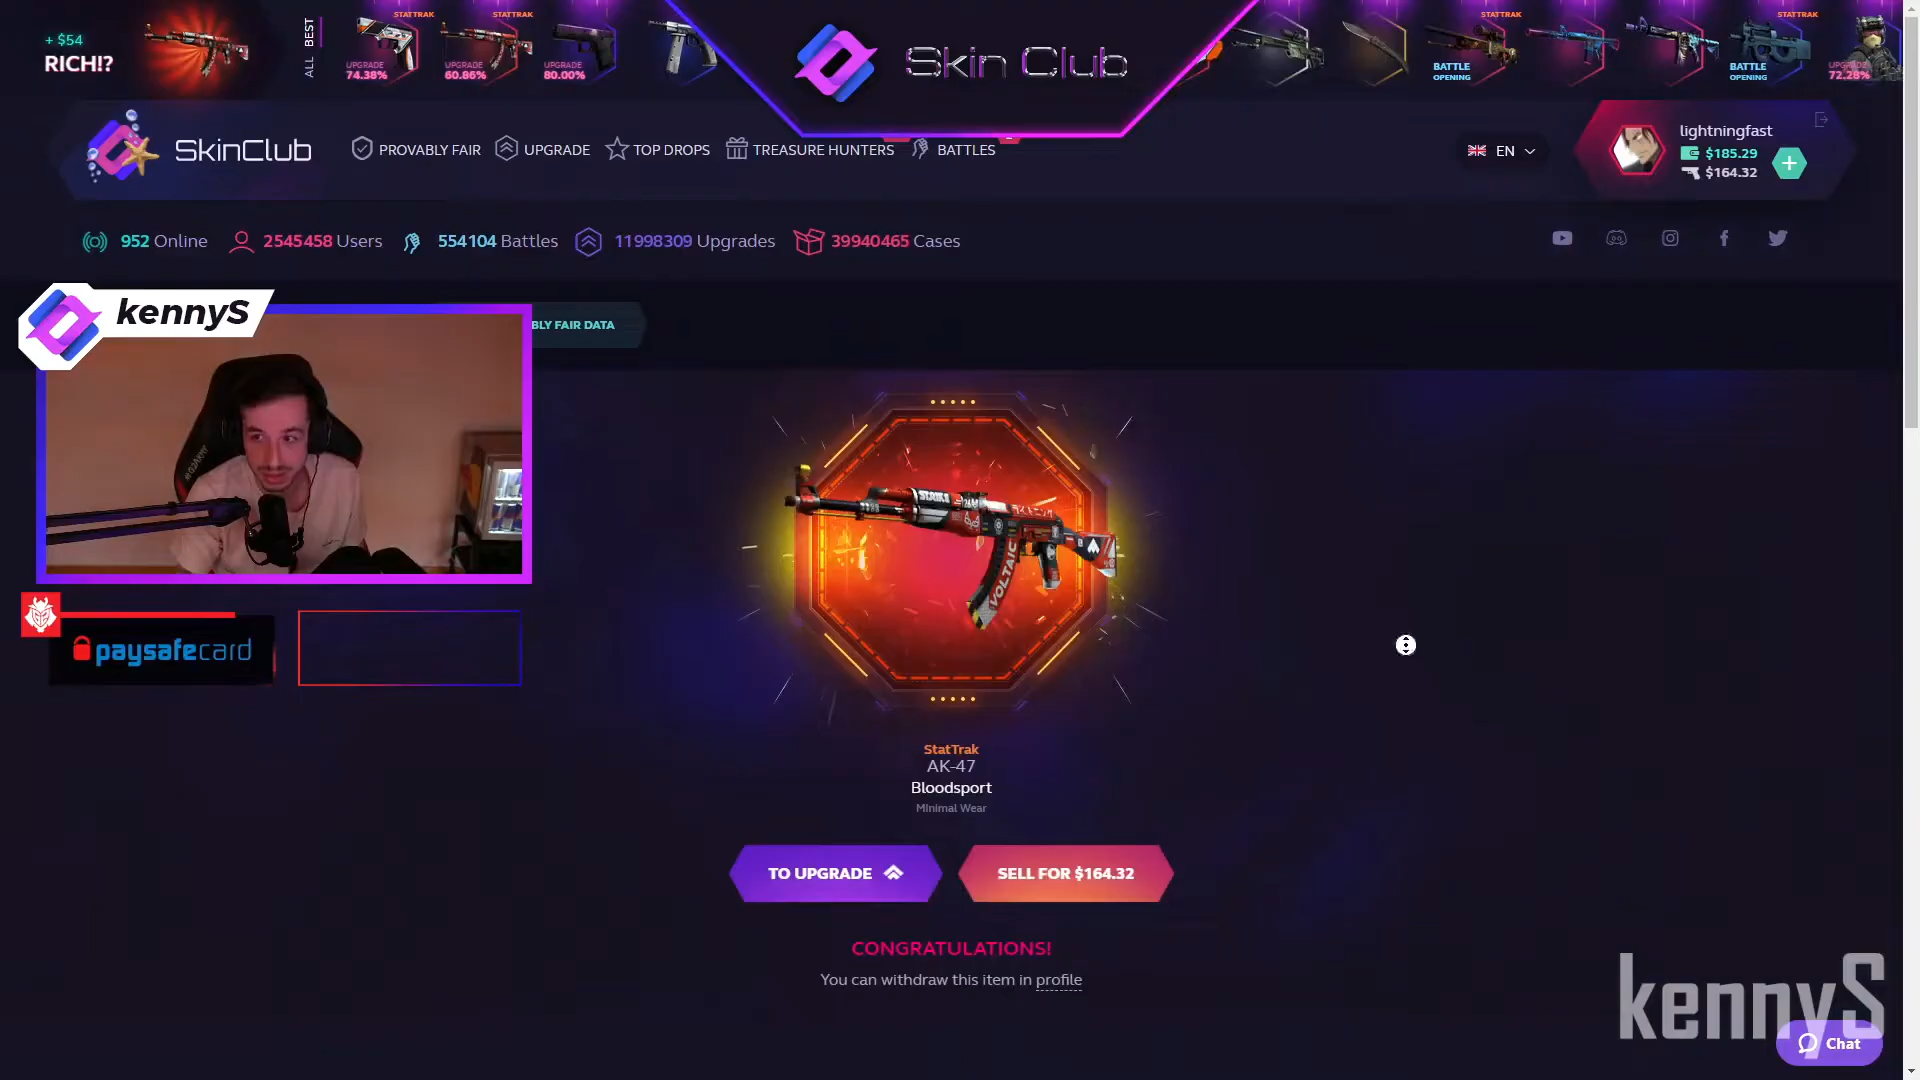 + $54
RICH!?
ALL BEST
STATTRAK
UPGRADE
74.38%
STATTRAK
UPGRADE
60.86%
UPGRADE
80.00%
Skin Club
STATTRAK
BATTLE
OPENING
STATTRAK
BATTLE
OPENING
UPGRADE
72.28%
SkinClub
PROVABLY FAIR
UPGRADE
TOP DROPS
TREASURE HUNTERS
BATTLES
EN
lightningfast
$185.29
$164.32
952 Online
2545458 Users
554104 Battles
11998309 Upgrades
39940465 Cases
kennyS
BLY FAIR DATA
paysafecard
STRIKE
VOLTAIC
StatTrak
AK-47
Bloodsport
Minimal Wear
TO UPGRADE
SELL FOR $164.32
CONGRATULATIONS!
You can withdraw this item in profile
kennyS
Chat